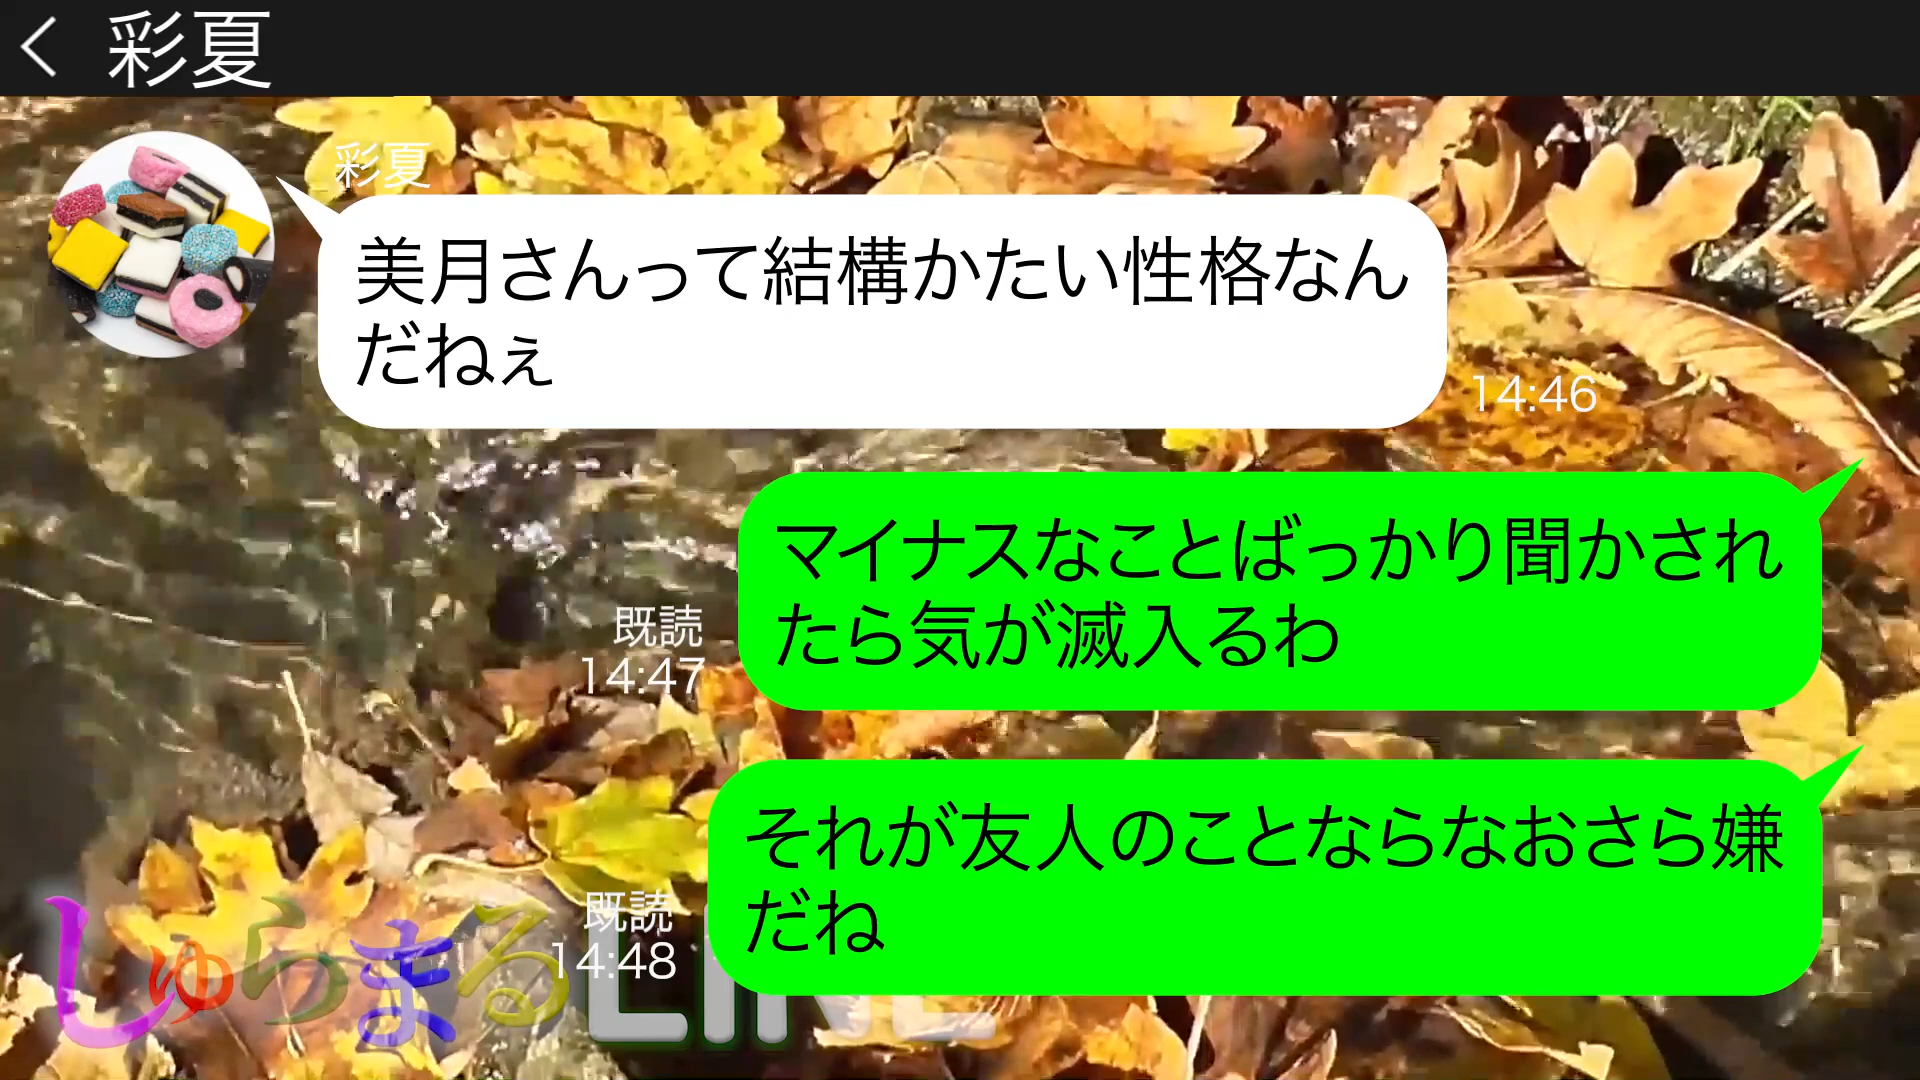 彩夏
彩夏
美月さんって結構かたい性格なん
だねぇ
14:46
マイナスなことばっかり聞かされ
たら気が滅入るわ
既読
14:47
それが友人のことならなおさら嫌
だね
既読
14:48
しゅらまるLINE